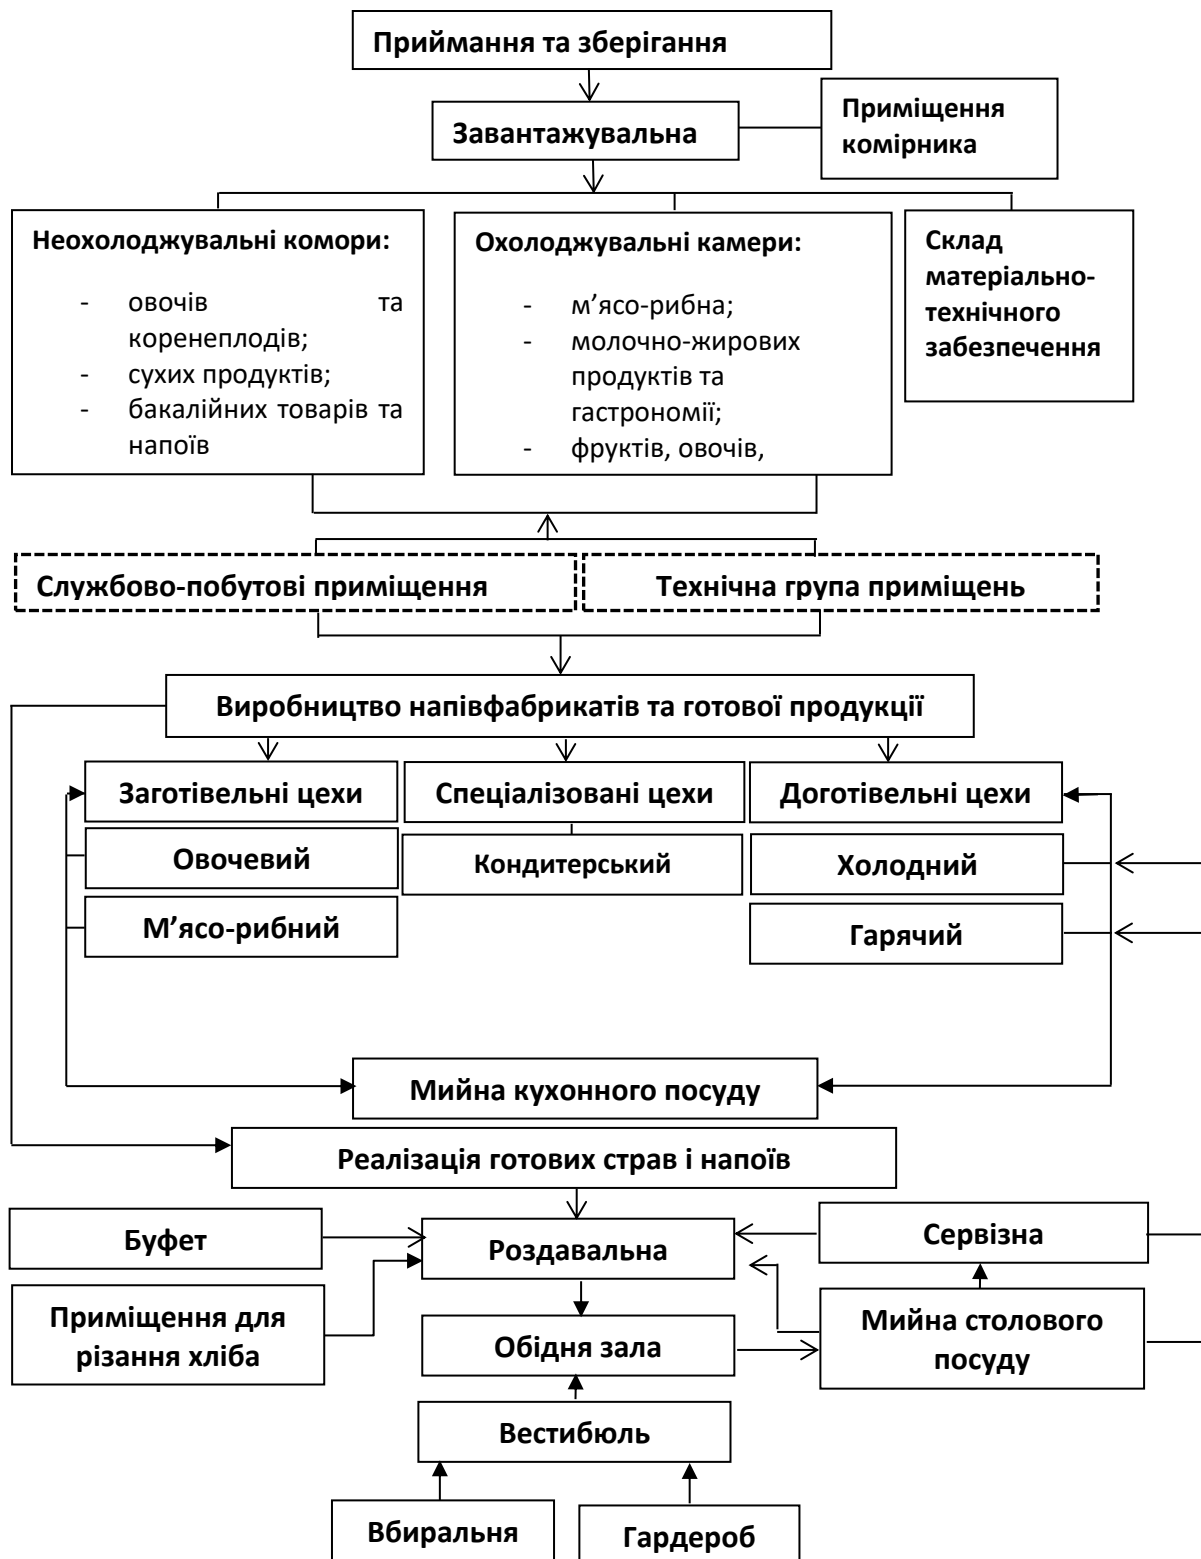 Приймання та зберігання
Завантажувальна
Приміщення
комірника
Неохолоджувальні комори:
- овочів та
коренеплодів;
- сухих продуктів;
- бакалійних товарів та
напоїв
Охолоджувальні камери:
- м’ясо-рибна;
- молочно-жирових
продуктів та
гастрономії;
- фруктів, овочів,
Склад
матеріально-
технічного
забезпечення
Службово-побутові приміщення
Технічна група приміщень
Виробництво напівфабрикатів та готової продукції
Заготівельні цехи
Спеціалізовані цехи
Доготівельні цехи
Овочевий
Кондитерський
Холодний
М’ясо-рибний
Гарячий
Мийна кухонного посуду
Реалізація готових страв і напоїв
Буфет
Роздавальна
Сервізна
Приміщення для
різання хліба
Обідня зала
Мийна столового
посуду
Вестибюль
Вбиральня
Гардероб